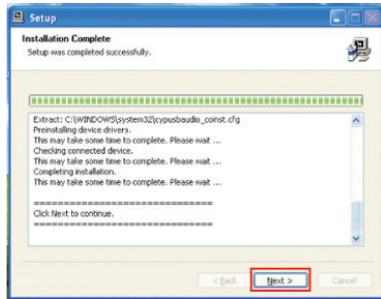 Setup
Installation Complete
Setup was completed successfully.
Extract: C:\WINDOWS\system32\cypusbaudio_coinst.cfg
Preinstalling device drivers.
This may take some time to complete. Please wait ...
Checking connected device.
This may take some time to complete. Please wait ...
Completing installation.
This may take some time to complete. Please wait ...
==============================
Click Next to continue.
==============================
< Back
Next >
Cancel